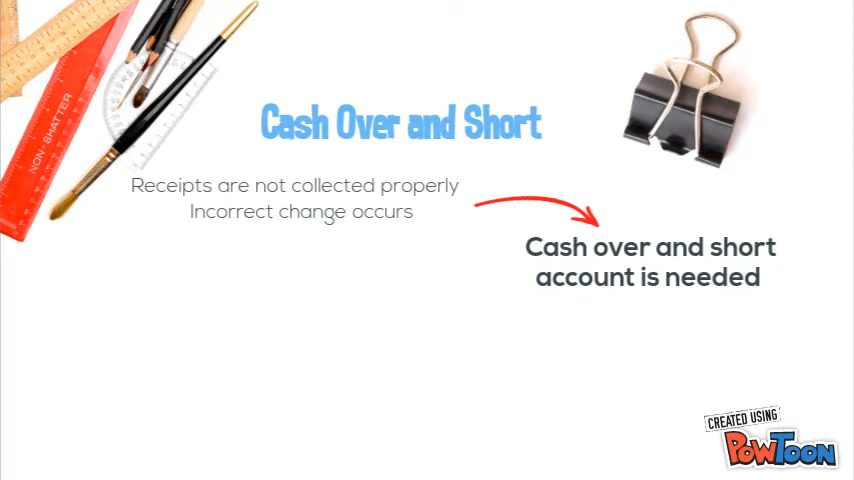 NON-SHATTER
Cash Over and Short
Receipts are not collected properly
Incorrect change occurs
Cash over and short
account is needed
CREATED USING
POWTOON